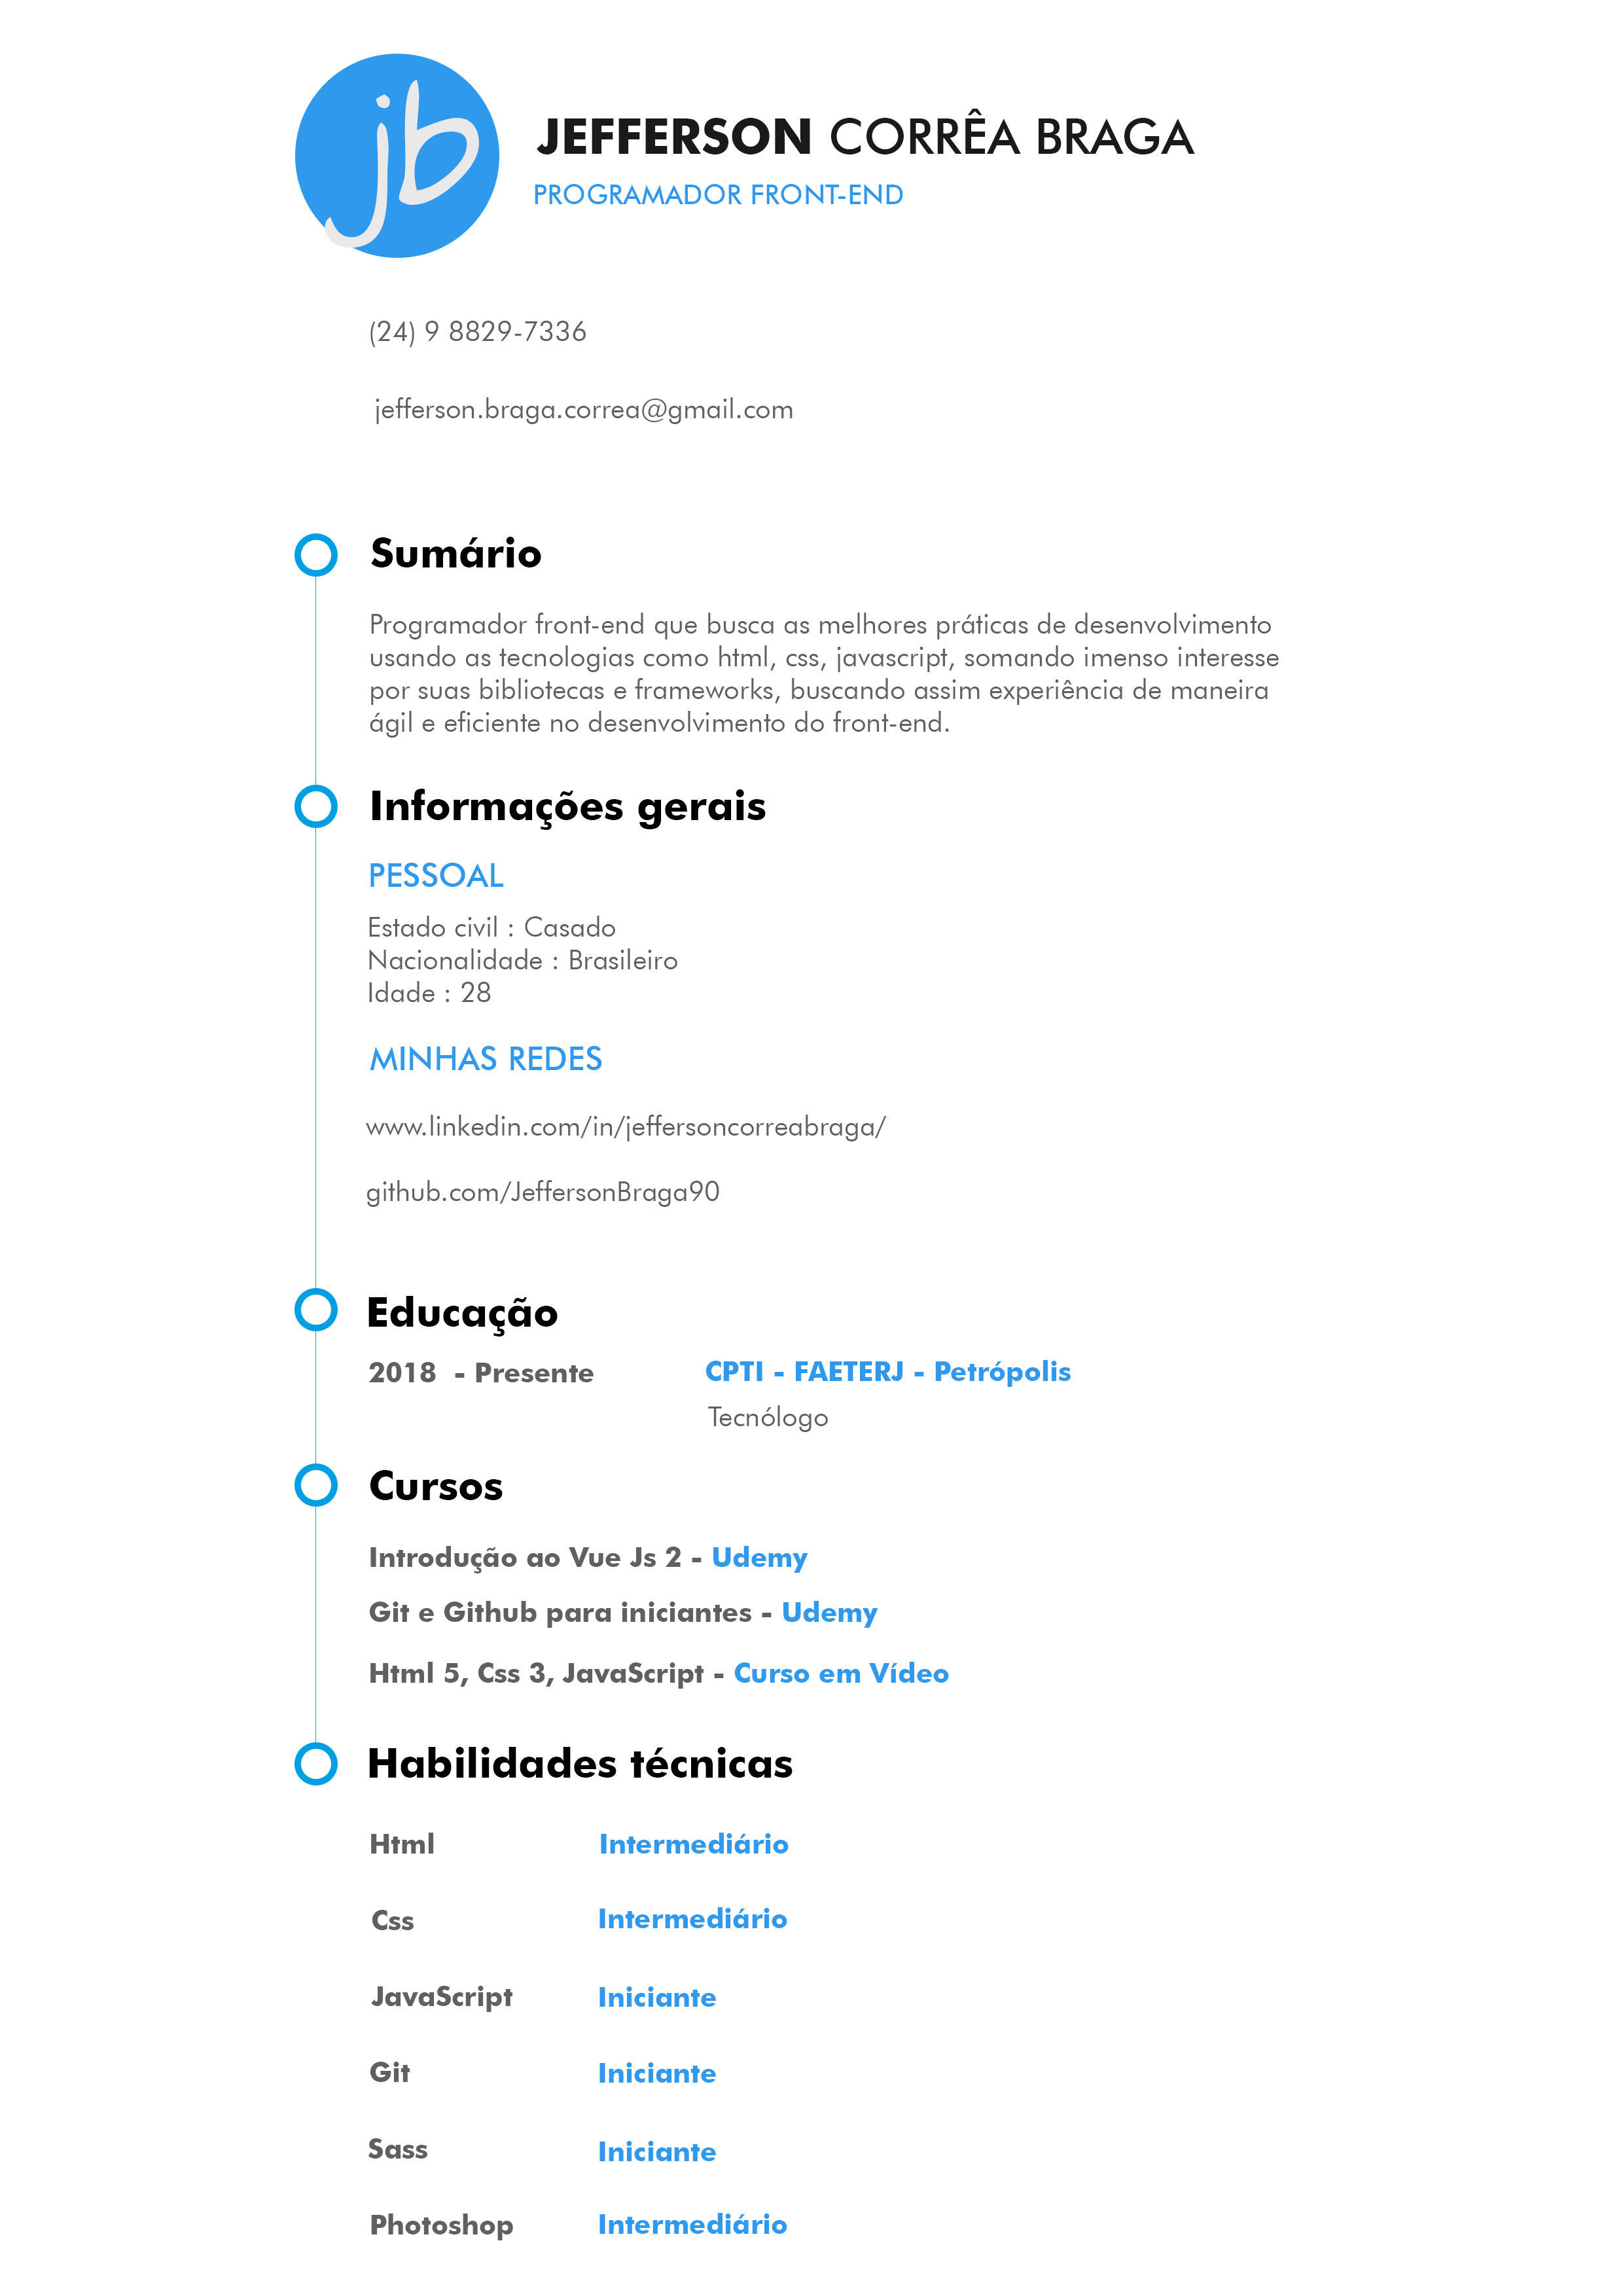 jb
JEFFERSON CORRÊA BRAGA
PROGRAMADOR FRONT-END
(24) 9 8829-7336
jefferson.braga.correa@gmail.com
Sumário
Programador front-end que busca as melhores práticas de desenvolvimento
usando as tecnologias como html, css, javascript, somando imenso interesse
por suas bibliotecas e frameworks, buscando assim experiência de maneira
ágil e eficiente no desenvolvimento do front-end.
Informações gerais
PESSOAL
Estado civil : Casado
Nacionalidade : Brasileiro
Idade : 28
MINHAS REDES
www.linkedin.com/in/jeffersoncorreabraga/
github.com/JeffersonBraga90
Educação
2018 - Presente CPTI - FAETERJ - Petrópolis
Tecnólogo
Cursos
Introdução ao Vue Js 2 - Udemy
Git e Github para iniciantes - Udemy
Html 5, Css 3, JavaScript - Curso em Vídeo
Habilidades técnicas
Html Intermediário
Css Intermediário
JavaScript Iniciante
Git Iniciante
Sass Iniciante
Photoshop Intermediário